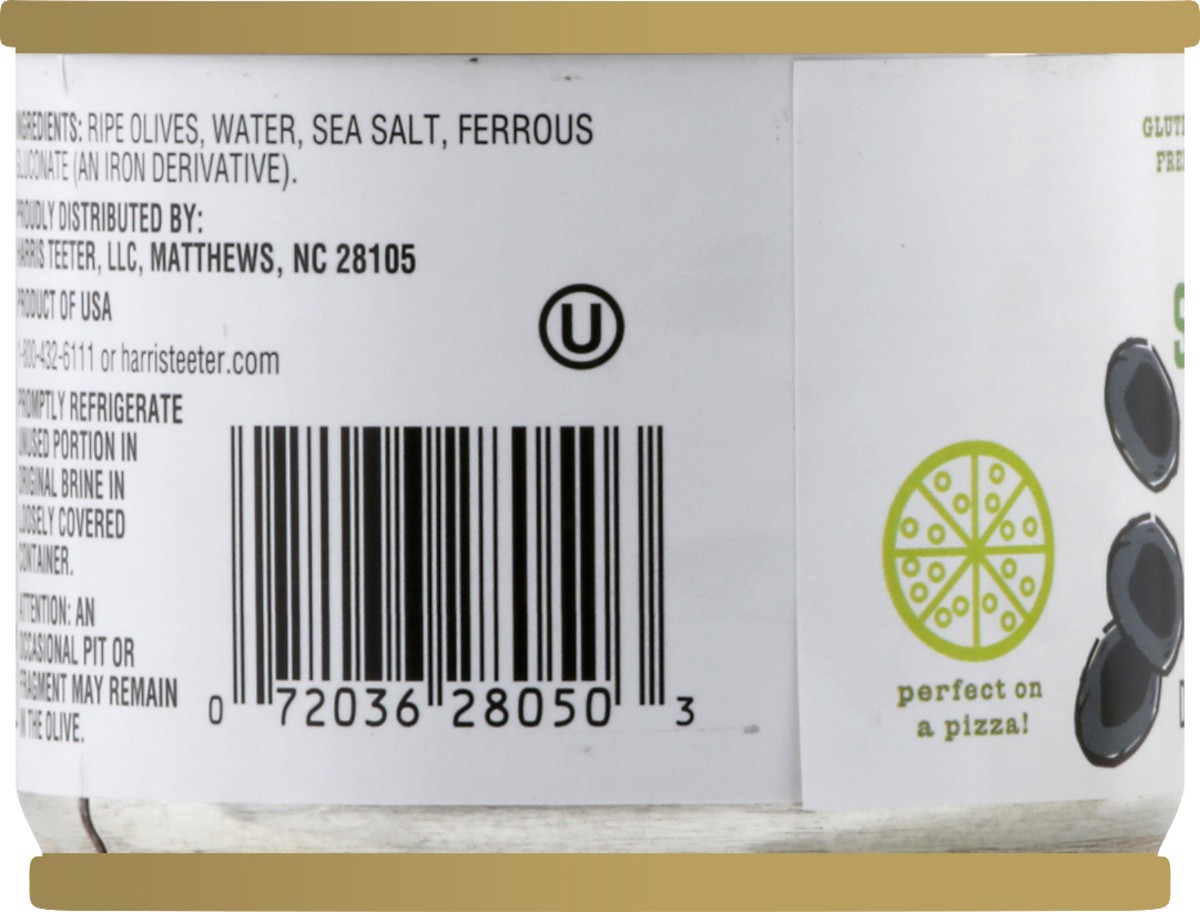 INGREDIENTS: RIPE OLIVES, WATER, SEA SALT, FERROUS
GLUCONATE (AN IRON DERIVATIVE).
PROUDLY DISTRIBUTED BY:
HARRIS TEETER, LLC, MATTHEWS, NC 28105
PRODUCT OF USA
1-800-432-6111 or harristeeter.com
U
PROMPTLY REFRIGERATE
UNUSED PORTION IN
ORIGINAL BRINE IN
LOOSELY COVERED
CONTAINER.
ATTENTION: AN
OCCASIONAL PIT OR
FRAGMENT MAY REMAIN
IN THE OLIVE.
0 72036 28050 3
GLUT
FRE
S
perfect on
a pizza!